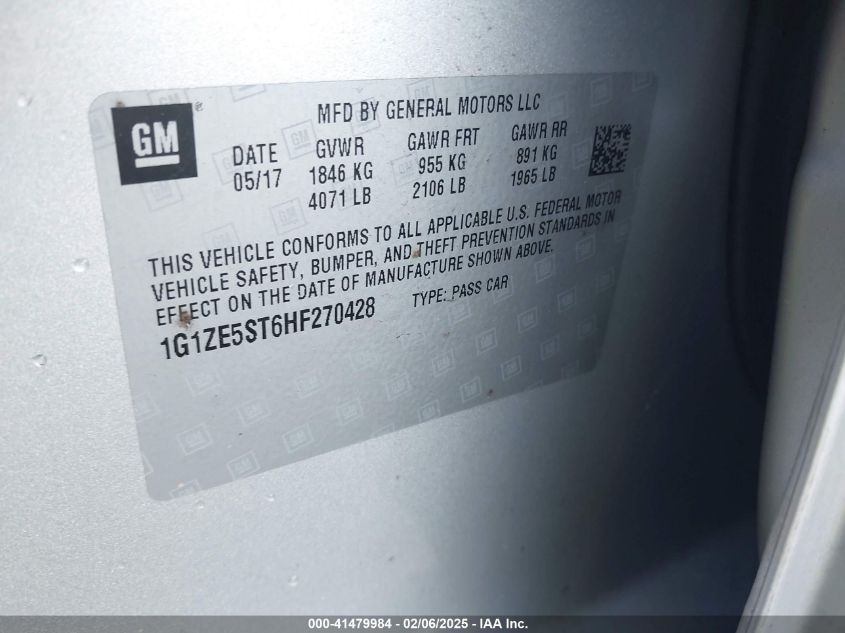 GM®
MFD BY GENERAL MOTORS LLC
DATE GVWR GAWR FRT GAWR RR
05/17 1846 KG 955 KG 891 KG
4071 LB 2106 LB 1965 LB
THIS VEHICLE CONFORMS TO ALL APPLICABLE U.S. FEDERAL MOTOR
VEHICLE SAFETY, BUMPER, AND THEFT PREVENTION STANDARDS IN
EFFECT ON THE DATE OF MANUFACTURE SHOWN ABOVE.
1G1ZE5ST6HF270428 TYPE: PASS CAR
000-41479984 - 02/06/2025 - IAA, Inc.